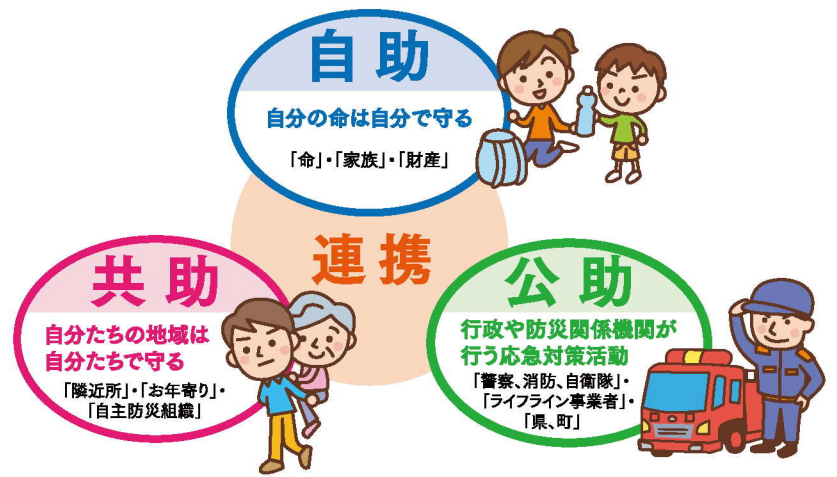 自助
自分の命は自分で守る
「命」・「家族」・「財産」
連携
共助
自分たちの地域は
自分たちで守る
「隣近所」・「お年寄り」・
「自主防災組織」
公助
行政や防災関係機関が
行う応急対策活動
「警察、消防、自衛隊」・
「ライフライン事業者」・
「県、町」